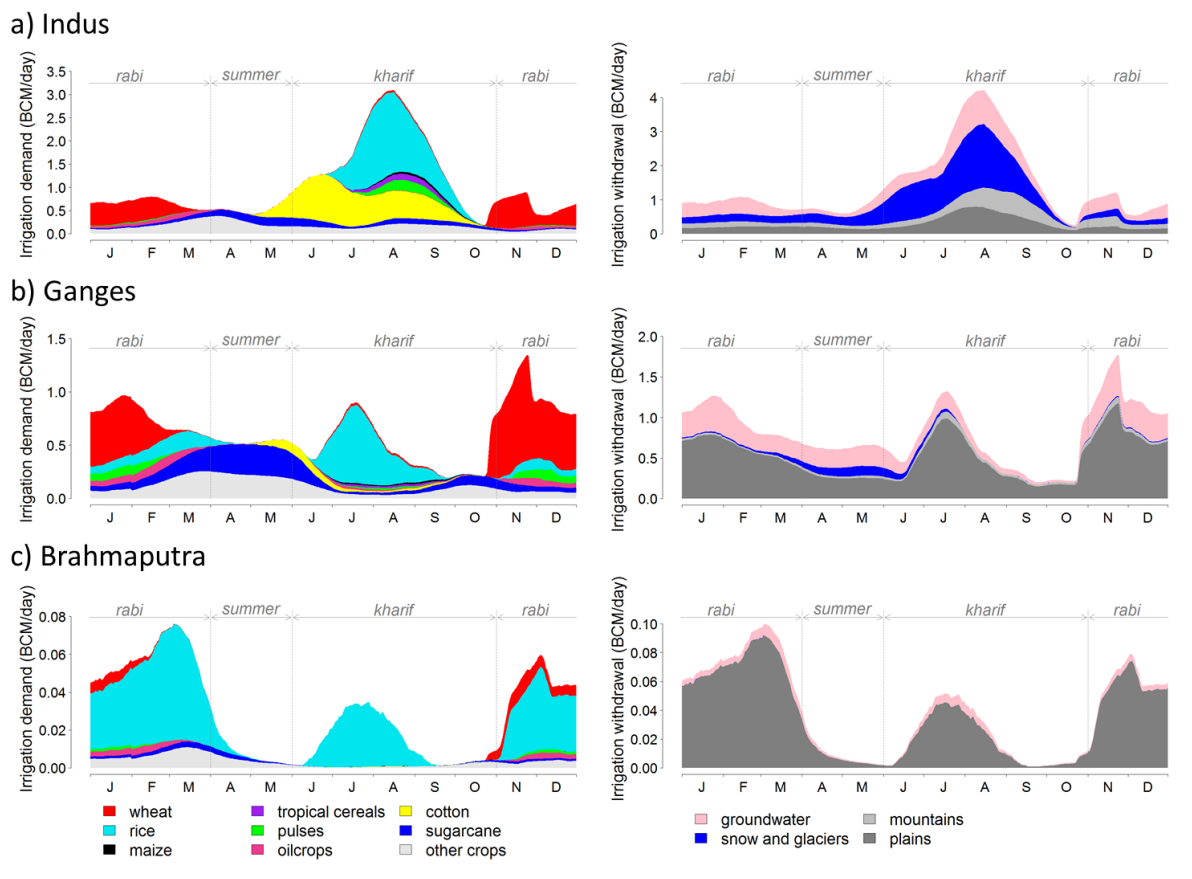 a) Indus
Irrigation demand (BCM/day)
3.5
3.0
2.5
2.0
1.5
1.0
0.5
0.0
rabi summer kharif rabi
J F M A M J J A S O N D
Irrigation withdrawal (BCM/day)
4
3
2
1
0
rabi summer kharif rabi
J F M A M J J A S O N D
b) Ganges
Irrigation demand (BCM/day)
1.5
1.0
0.5
0.0
rabi summer kharif rabi
J F M A M J J A S O N D
Irrigation withdrawal (BCM/day)
2.0
1.5
1.0
0.5
0.0
rabi summer kharif rabi
J F M A M J J A S O N D
c) Brahmaputra
Irrigation demand (BCM/day)
0.08
0.06
0.04
0.02
0.00
rabi summer kharif rabi
J F M A M J J A S O N D
Irrigation withdrawal (BCM/day)
0.10
0.08
0.06
0.04
0.02
0.00
rabi summer kharif rabi
J F M A M J J A S O N D
wheat tropical cereals cotton
rice pulses sugarcane
maize oilcrops other crops
groundwater mountains
snow and glaciers plains